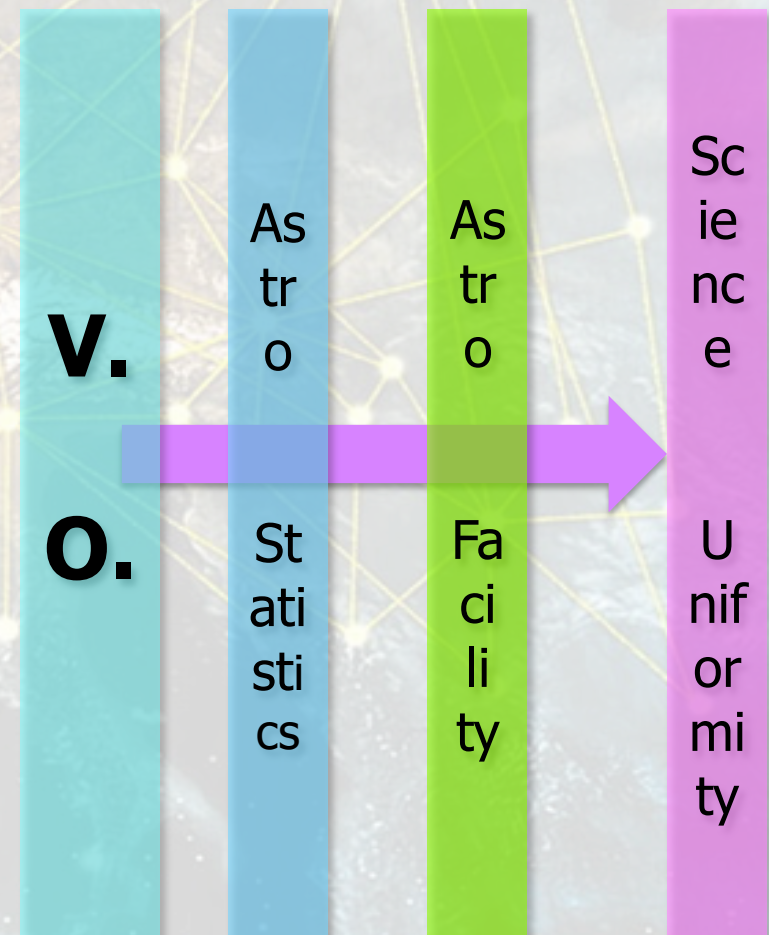 V.
O.
As
tr
o
St
ati
sti
cs
As
tr
o
Fa
ci
li
ty
Sc
ie
nc
e
U
nif
or
mi
ty